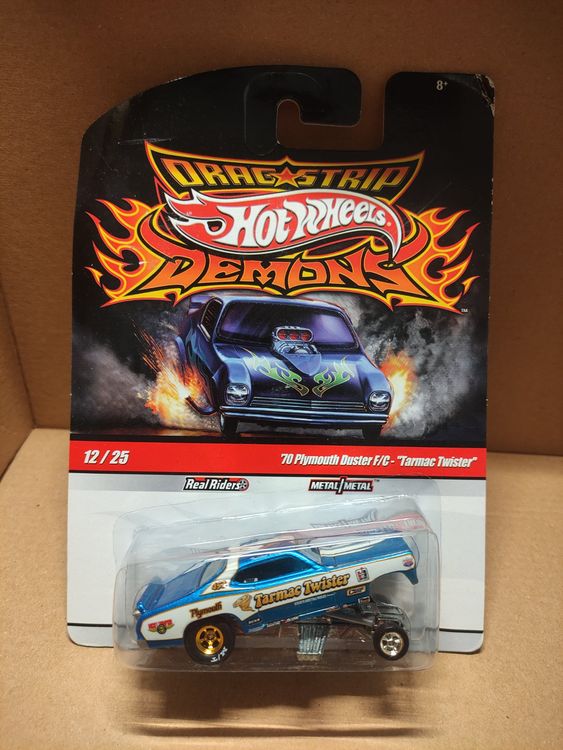 8+
DRAG STRIP
HOT WHEELS
DEMONS
TM
12 / 25
'70 Plymouth Duster F/C - "Tarmac Twister"
Real Riders
METAL/METAL™
Tarmac Twister
Plymouth